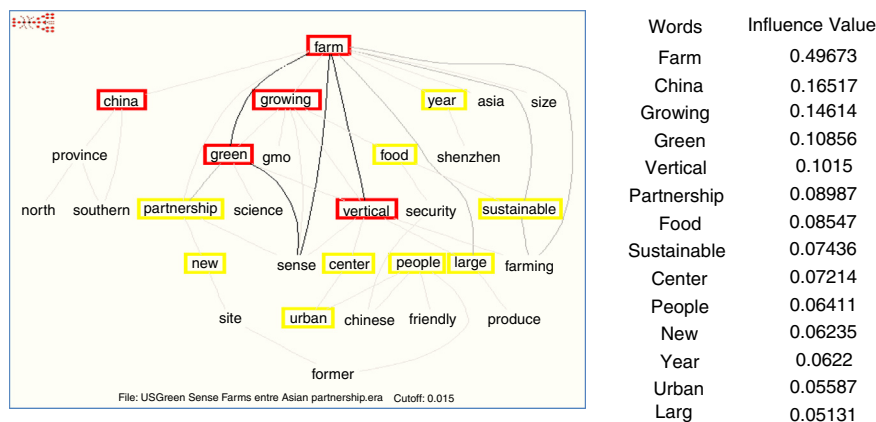 farm
china
growing
year
asia
size
province
green
gmo
food
shenzhen
north
southern
partnership
science
vertical
security
sustainable
new
sense
center
people
large
farming
site
urban
chinese
friendly
produce
former
File: USGreen Sense Farms entre Asian partnership.era Cutoff: 0.015
Words Influence Value
Farm 0.49673
China 0.16517
Growing 0.14614
Green 0.10856
Vertical 0.1015
Partnership 0.08987
Food 0.08547
Sustainable 0.07436
Center 0.07214
People 0.06411
New 0.06235
Year 0.0622
Urban 0.05587
Larg 0.05131